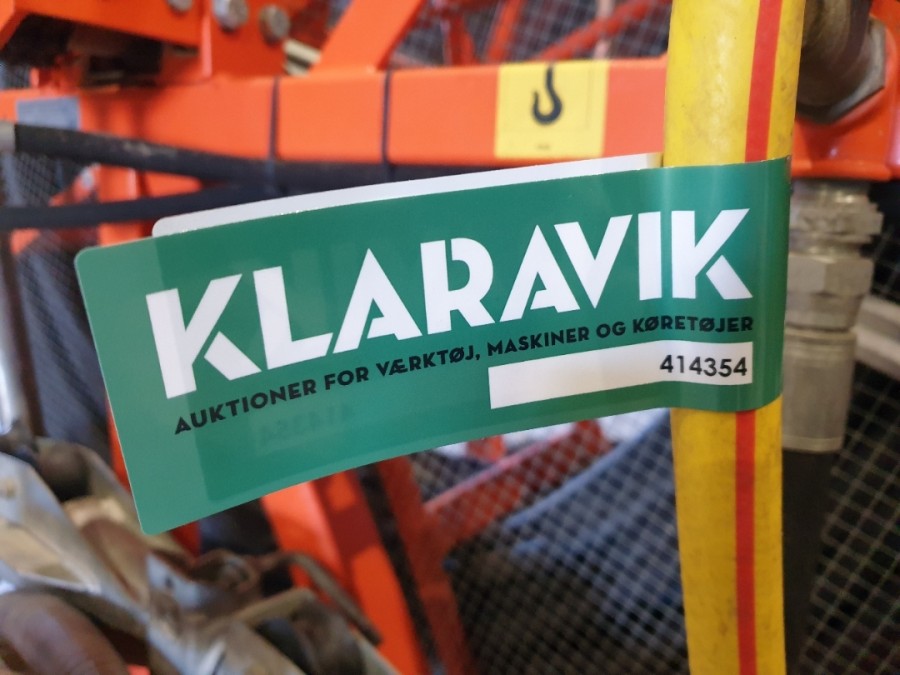 KLARAVIK
AUKTIONER FOR VÆRKTØJ, MASKINER OG KØRETØJER
414354